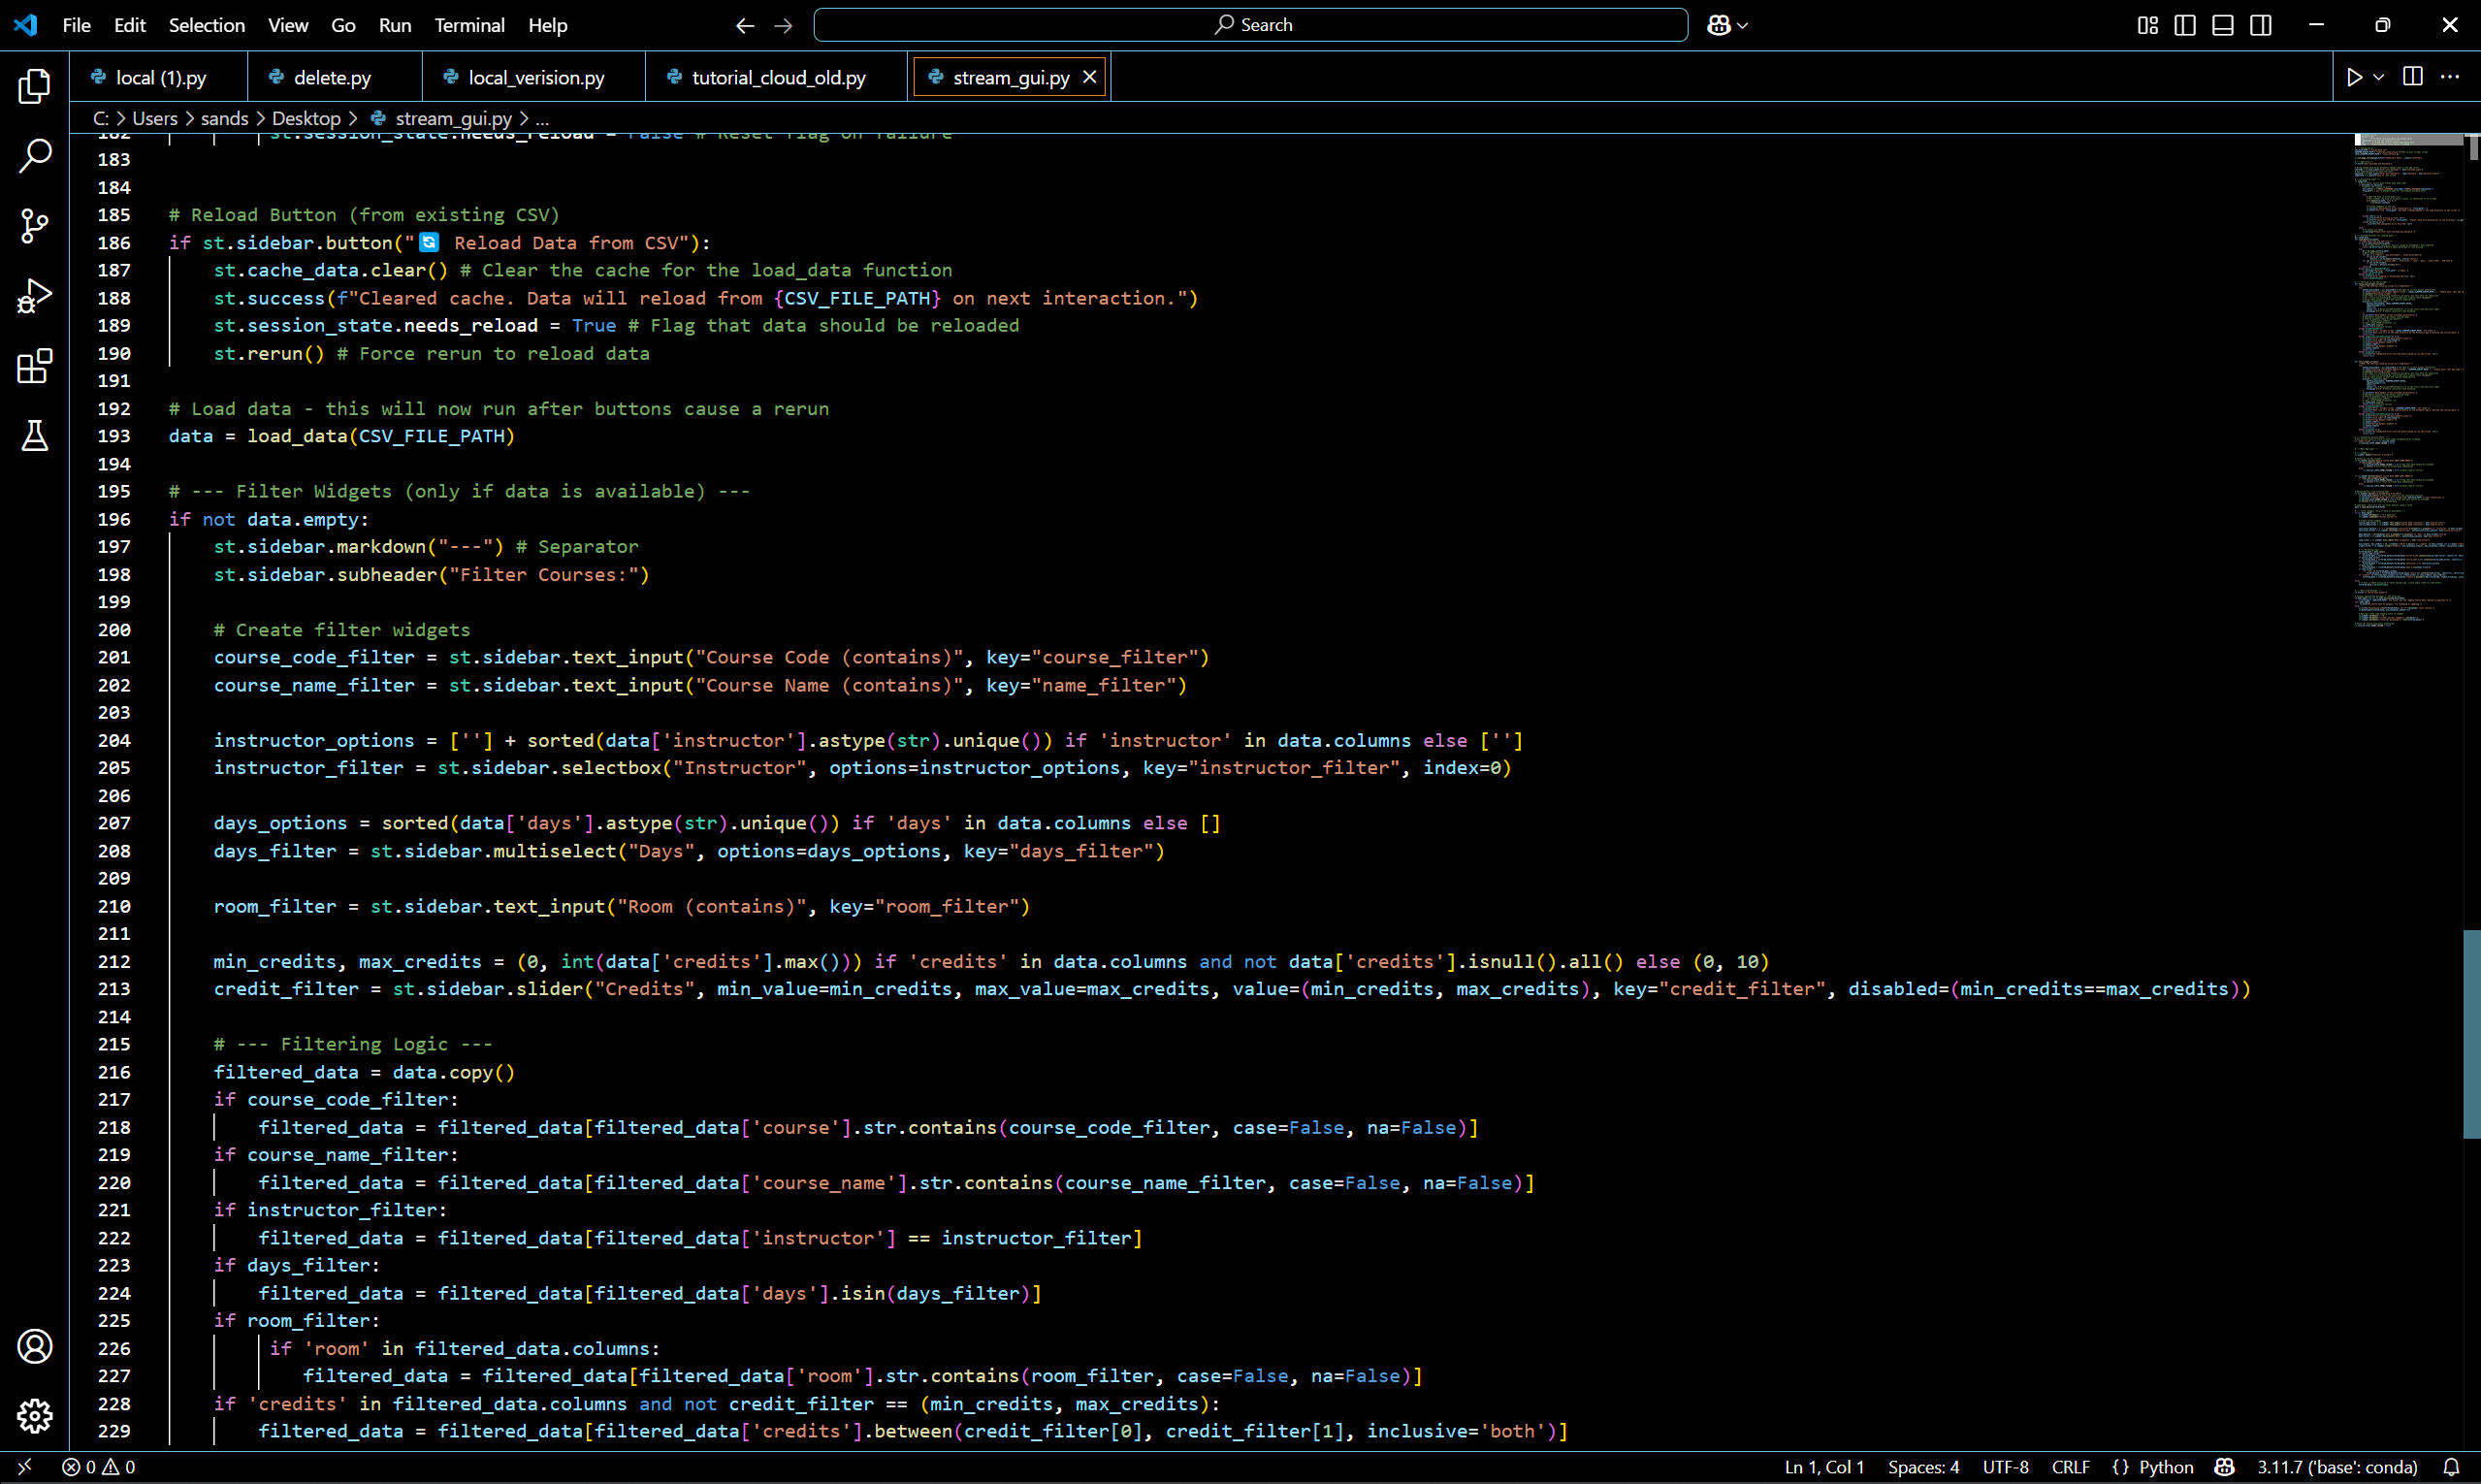 File Edit Selection View Go Run Terminal Help
Search
local (1).py
delete.py
local_verision.py
tutorial_cloud_old.py
stream_gui.py
C: > Users > sands > Desktop > stream_gui.py > ...
182 st.session_state.needs_reload = False # Reset flag on failure
183
184
185 # Reload Button (from existing CSV)
186 if st.sidebar.button("🔄 Reload Data from CSV"):
187     st.cache_data.clear() # Clear the cache for the load_data function
188     st.success(f"Cleared cache. Data will reload from {CSV_FILE_PATH} on next interaction.")
189     st.session_state.needs_reload = True # Flag that data should be reloaded
190     st.rerun() # Force rerun to reload data
191
192 # Load data - this will now run after buttons cause a rerun
193 data = load_data(CSV_FILE_PATH)
194
195 # --- Filter Widgets (only if data is available) ---
196 if not data.empty:
197     st.sidebar.markdown("---") # Separator
198     st.sidebar.subheader("Filter Courses:")
199
200     # Create filter widgets
201     course_code_filter = st.sidebar.text_input("Course Code (contains)", key="course_filter")
202     course_name_filter = st.sidebar.text_input("Course Name (contains)", key="name_filter")
203
204     instructor_options = [''] + sorted(data['instructor'].astype(str).unique()) if 'instructor' in data.columns else ['']
205     instructor_filter = st.sidebar.selectbox("Instructor", options=instructor_options, key="instructor_filter", index=0)
206
207     days_options = sorted(data['days'].astype(str).unique()) if 'days' in data.columns else []
208     days_filter = st.sidebar.multiselect("Days", options=days_options, key="days_filter")
209
210     room_filter = st.sidebar.text_input("Room (contains)", key="room_filter")
211
212     min_credits, max_credits = (0, int(data['credits'].max())) if 'credits' in data.columns and not data['credits'].isnull().all() else (0, 10)
213     credit_filter = st.sidebar.slider("Credits", min_value=min_credits, max_value=max_credits, value=(min_credits, max_credits), key="credit_filter", disabled=(min_credits==max_credits))
214
215     # --- Filtering Logic ---
216     filtered_data = data.copy()
217     if course_code_filter:
218         filtered_data = filtered_data[filtered_data['course'].str.contains(course_code_filter, case=False, na=False)]
219     if course_name_filter:
220         filtered_data = filtered_data[filtered_data['course_name'].str.contains(course_name_filter, case=False, na=False)]
221     if instructor_filter:
222         filtered_data = filtered_data[filtered_data['instructor'] == instructor_filter]
223     if days_filter:
224         filtered_data = filtered_data[filtered_data['days'].isin(days_filter)]
225     if room_filter:
226          if 'room' in filtered_data.columns:
227             filtered_data = filtered_data[filtered_data['room'].str.contains(room_filter, case=False, na=False)]
228     if 'credits' in filtered_data.columns and not credit_filter == (min_credits, max_credits):
229         filtered_data = filtered_data[filtered_data['credits'].between(credit_filter[0], credit_filter[1], inclusive='both')]
0 0 Ln 1, Col 1 Spaces: 4 UTF-8 CRLF {} Python 3.11.7 ('base': conda)